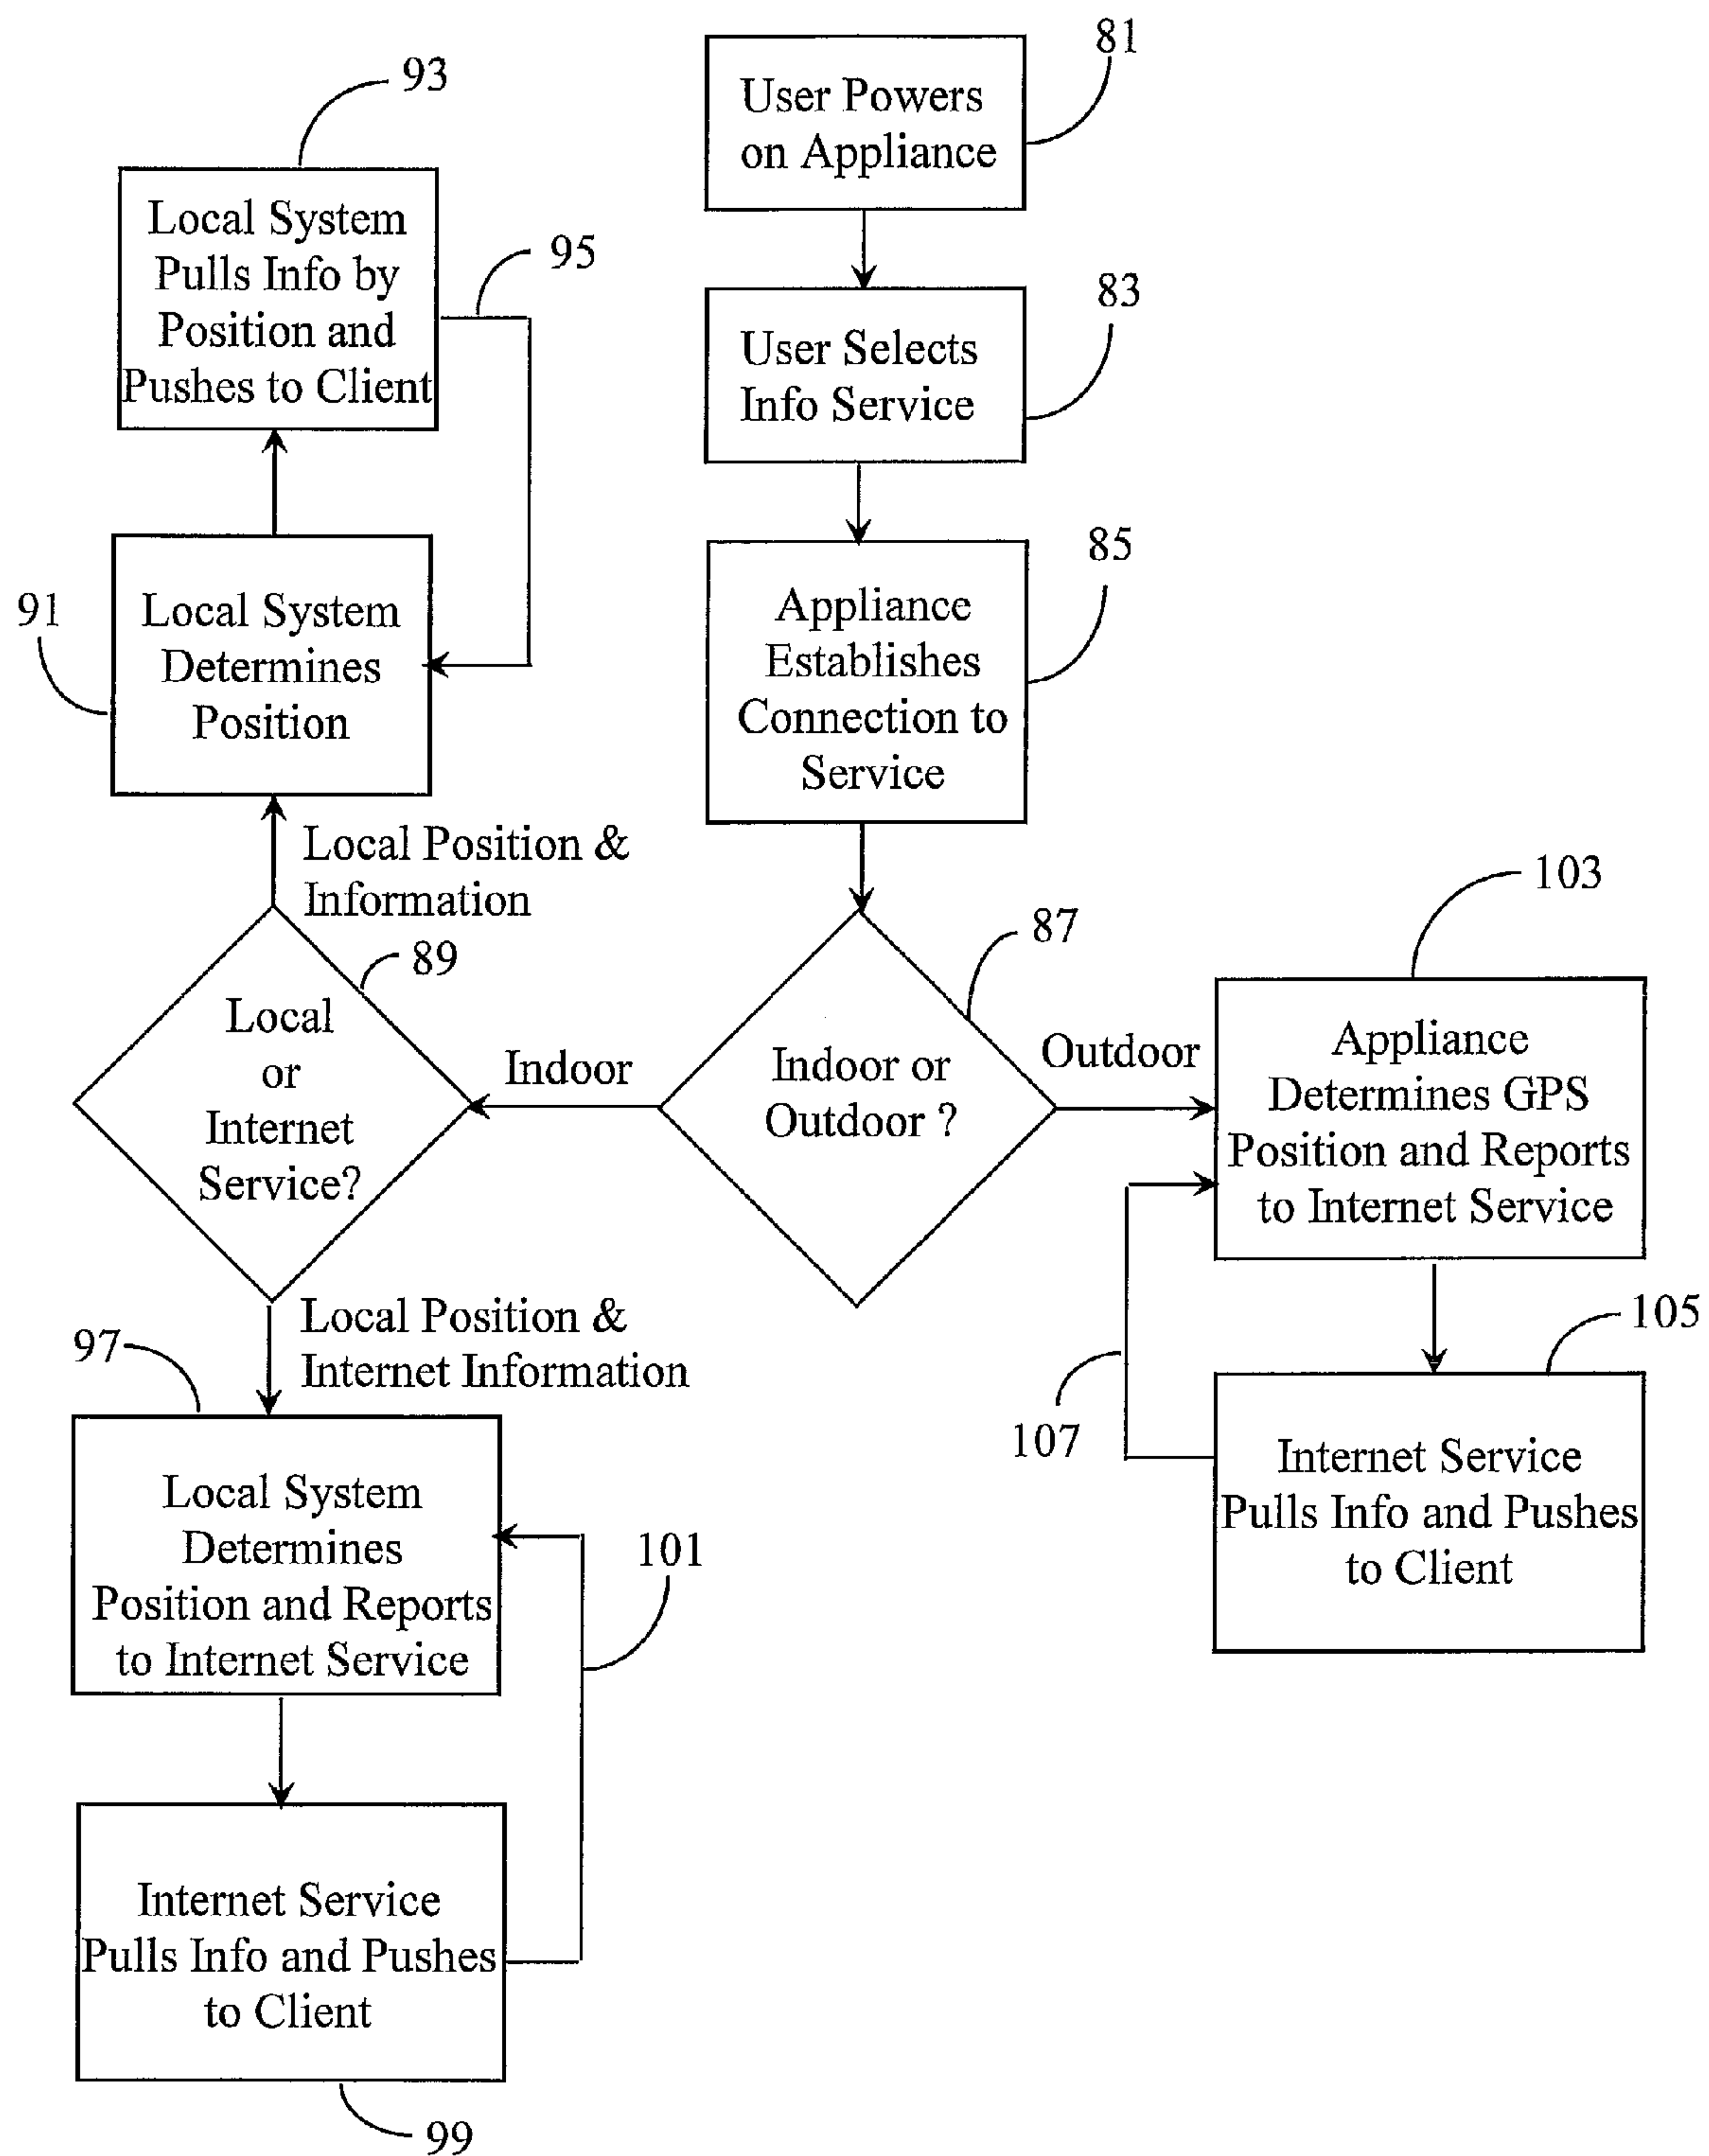 81
User Powers
on Appliance
83
User Selects
Info Service
85
Appliance
Establishes
Connection to
Service
87
Indoor or
Outdoor ?
Indoor
Outdoor
89
Local
or
Internet
Service?
Local Position &
Information
91
Local System
Determines
Position
93
Local System
Pulls Info by
Position and
Pushes to Client
95
Local Position &
Internet Information
97
Local System
Determines
Position and Reports
to Internet Service
101
Internet Service
Pulls Info and Pushes
to Client
99
103
Appliance
Determines GPS
Position and Reports
to Internet Service
105
Internet Service
Pulls Info and Pushes
to Client
107